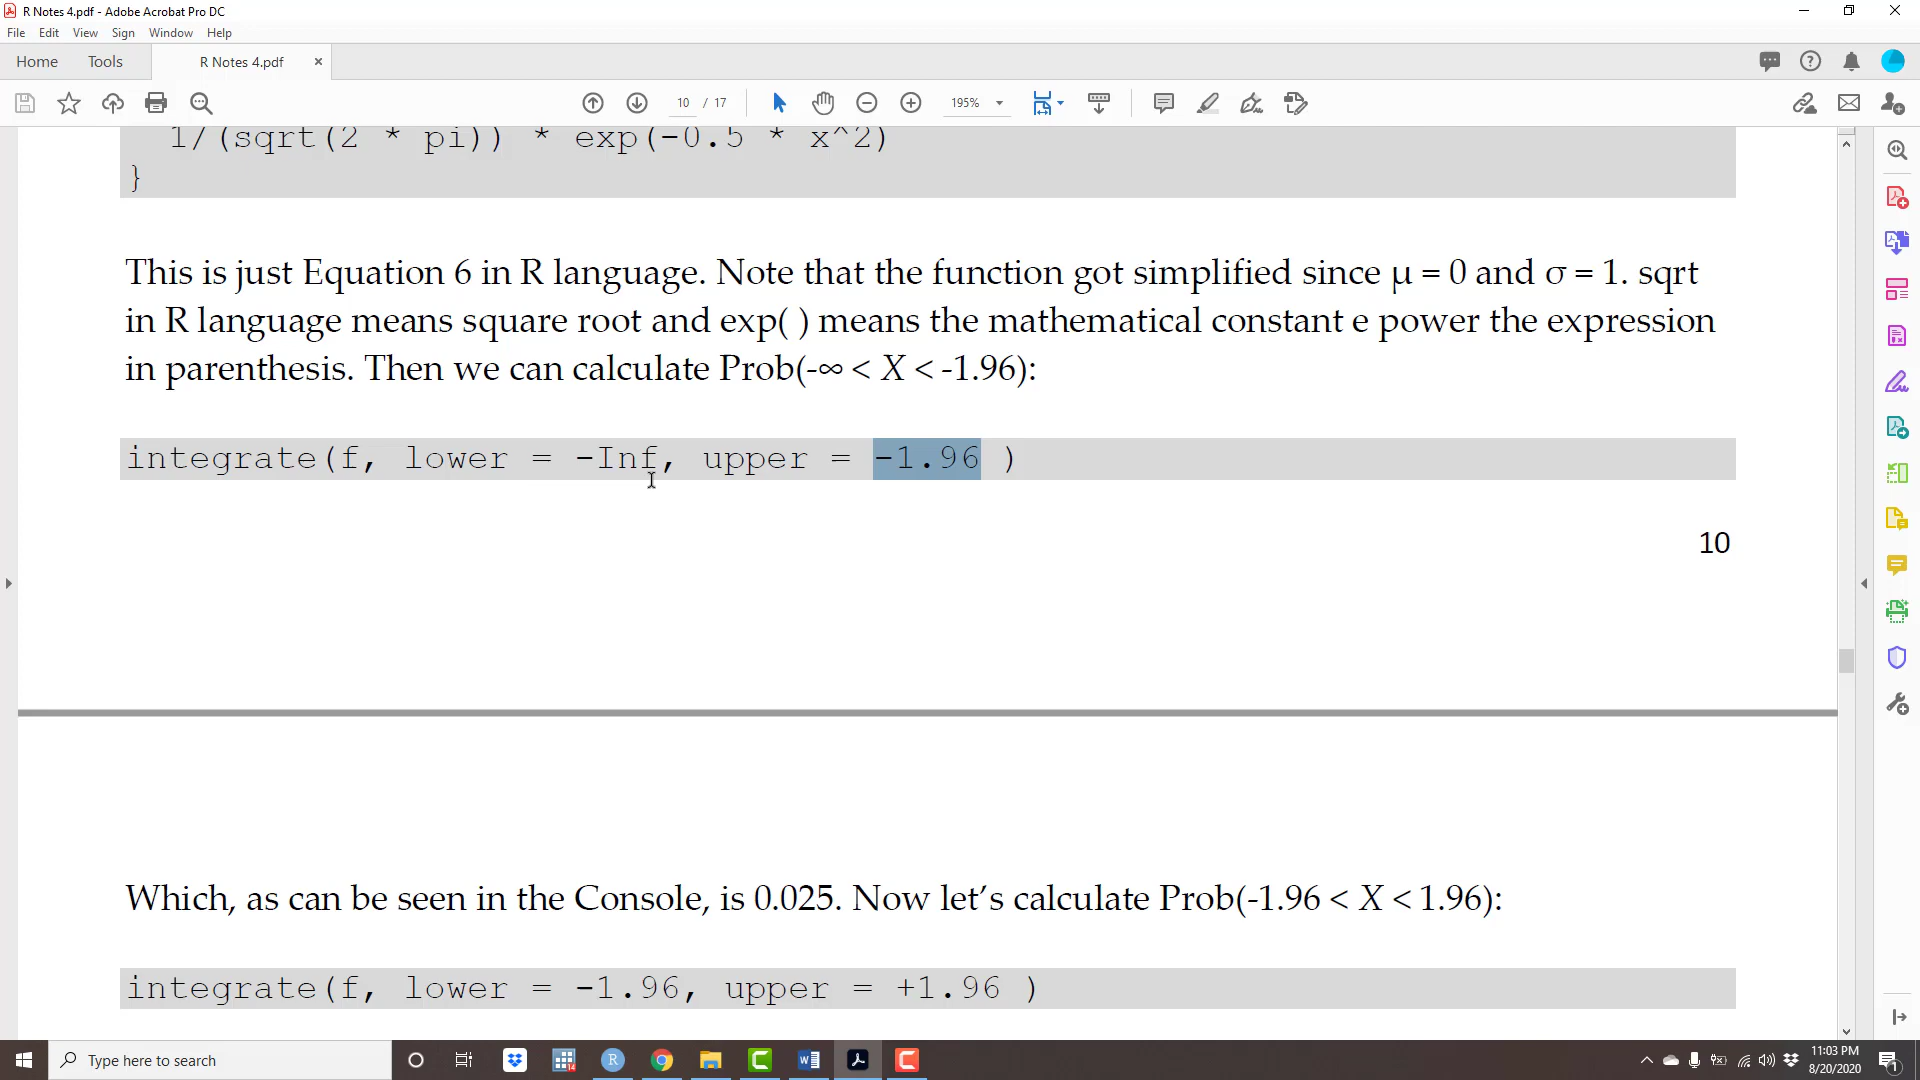 R Notes 4.pdf - Adobe Acrobat Pro DC
File Edit View Sign Window Help
Home Tools R Notes 4.pdf ×
10 / 17 195%
1/(sqrt(2 * pi)) * exp(-0.5 * x^2)
}
This is just Equation 6 in R language. Note that the function got simplified since μ = 0 and σ = 1. sqrt
in R language means square root and exp( ) means the mathematical constant e power the expression
in parenthesis. Then we can calculate Prob(-∞ < X < -1.96):
integrate(f, lower = -Inf, upper = -1.96 )
10
Which, as can be seen in the Console, is 0.025. Now let’s calculate Prob(-1.96 < X < 1.96):
integrate(f, lower = -1.96, upper = +1.96 )
Type here to search
11:03 PM
8/20/2020